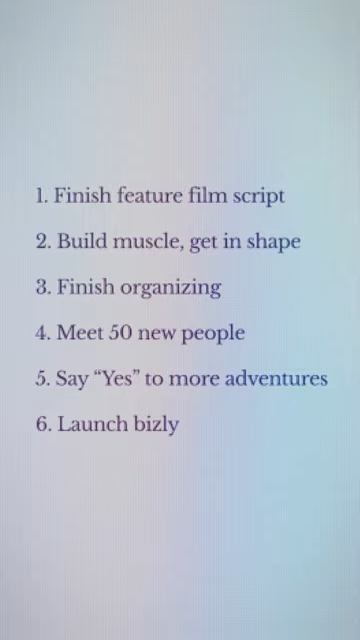 1. Finish feature film script
2. Build muscle, get in shape
3. Finish organizing
4. Meet 50 new people
5. Say “Yes” to more adventures
6. Launch bizly